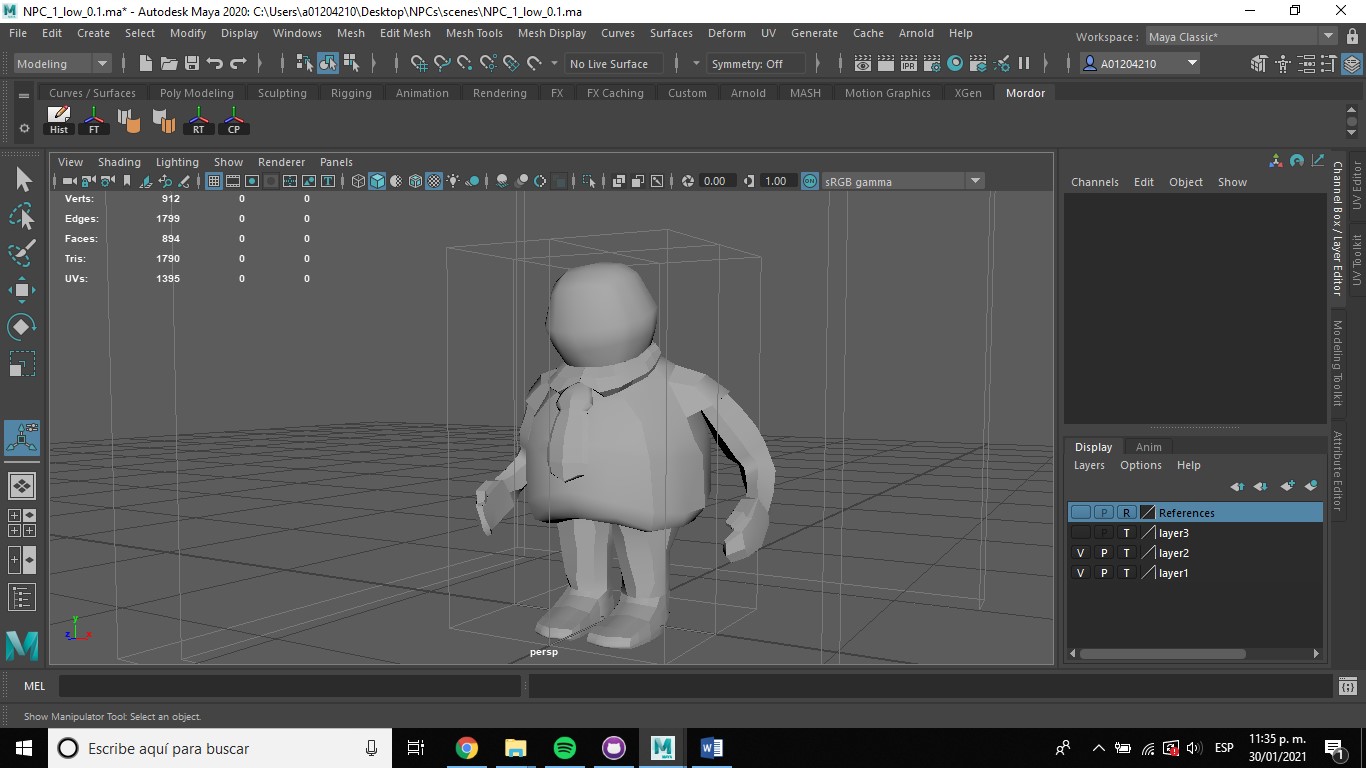 NPC_1_low_0.1.ma* - Autodesk Maya 2020: C:\Users\a01204210\Desktop\NPCs\scenes\NPC_1_low_0.1.ma
File Edit Create Select Modify Display Windows Mesh Edit Mesh Mesh Tools Mesh Display Curves Surfaces Deform UV Generate Cache Arnold Help Workspace : Maya Classic*
Modeling No Live Surface Symmetry: Off IPR A01204210
Curves / Surfaces Poly Modeling Sculpting Rigging Animation Rendering FX FX Caching Custom Arnold MASH Motion Graphics XGen Mordor
Hist FT RT CP
View Shading Lighting Show Renderer Panels
0.00 1.00 ON sRGB gamma
Verts: 912 0 0
Edges: 1799 0 0
Faces: 894 0 0
Tris: 1790 0 0
UVs: 1395 0 0
y
z x
persp
Channels Edit Object Show
Channel Box / Layer Editor
Modeling Toolkit
Attribute Editor
UV Editor
UV Toolkit
Display Anim
Layers Options Help
P R References
P T layer3
V P T layer2
V P T layer1
MEL
Show Manipulator Tool: Select an object.
Escribe aquí para buscar
ESP
11:35 p. m.
30/01/2021
1